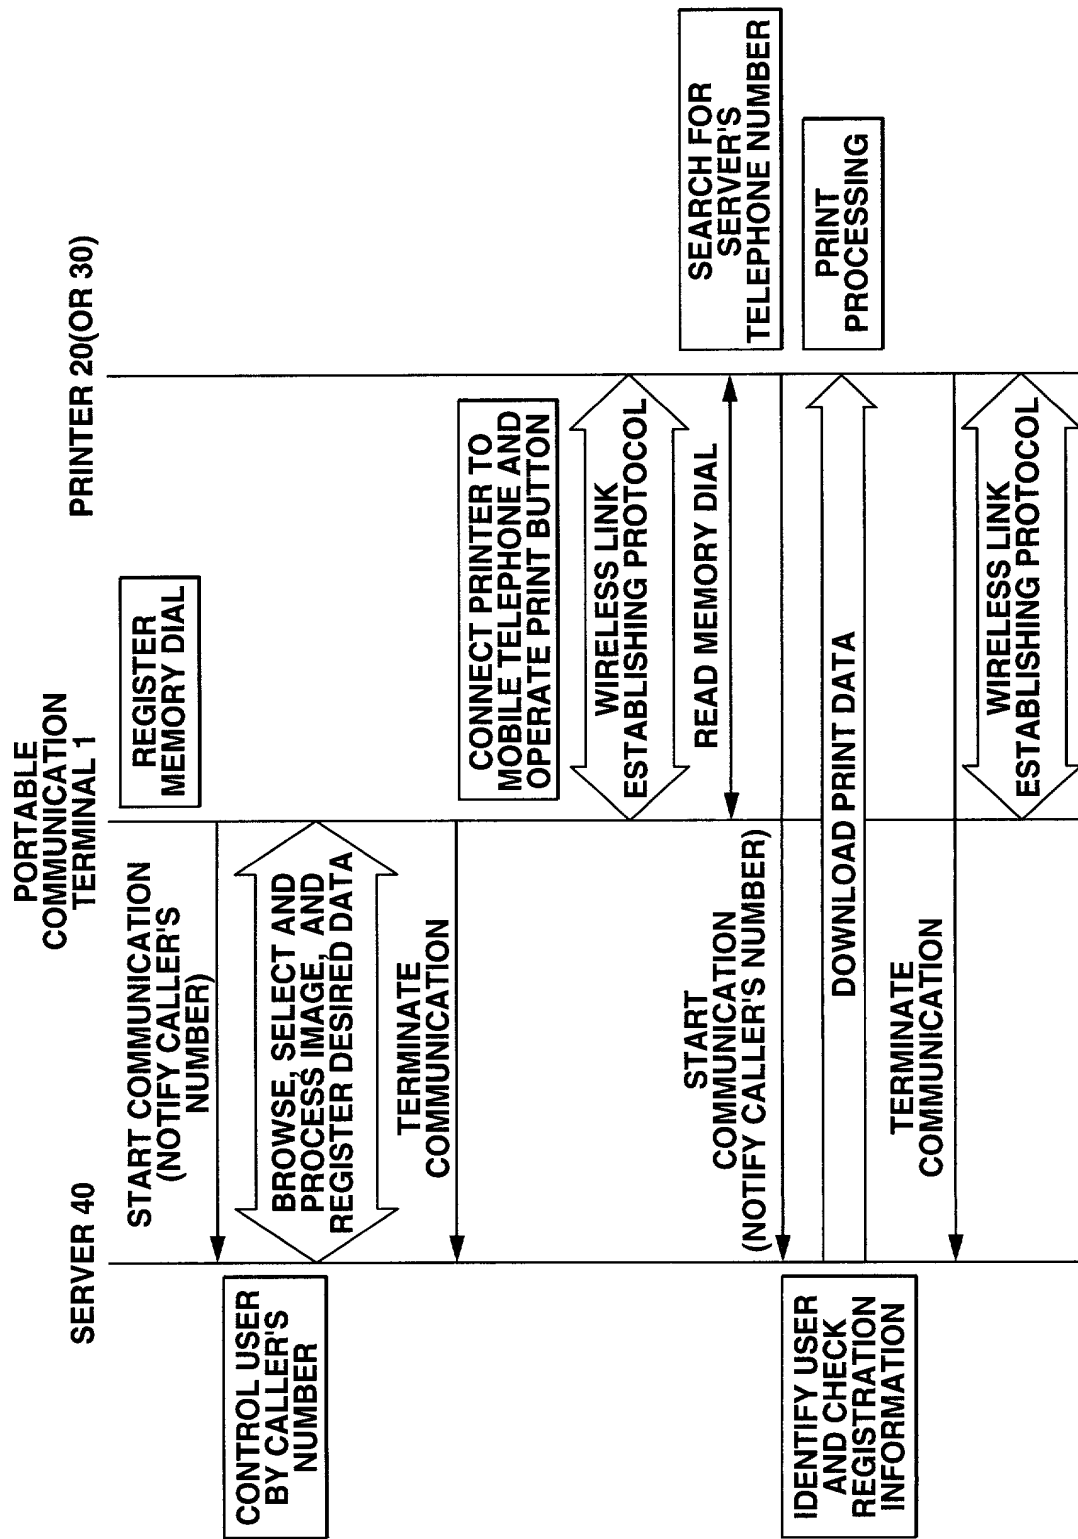 SERVER 40
PORTABLE
COMMUNICATION
TERMINAL 1
PRINTER 20(OR 30)
START COMMUNICATION
(NOTIFY CALLER'S
NUMBER)
REGISTER
MEMORY DIAL
CONTROL USER
BY CALLER'S
NUMBER
BROWSE, SELECT AND
PROCESS IMAGE, AND
REGISTER DESIRED DATA
TERMINATE
COMMUNICATION
CONNECT PRINTER TO
MOBILE TELEPHONE AND
OPERATE PRINT BUTTON
WIRELESS LINK
ESTABLISHING PROTOCOL
READ MEMORY DIAL
SEARCH FOR
SERVER'S
TELEPHONE NUMBER
START
COMMUNICATION
(NOTIFY CALLER'S NUMBER)
IDENTIFY USER
AND CHECK
REGISTRATION
INFORMATION
DOWNLOAD PRINT DATA
PRINT
PROCESSING
TERMINATE
COMMUNICATION
WIRELESS LINK
ESTABLISHING PROTOCOL